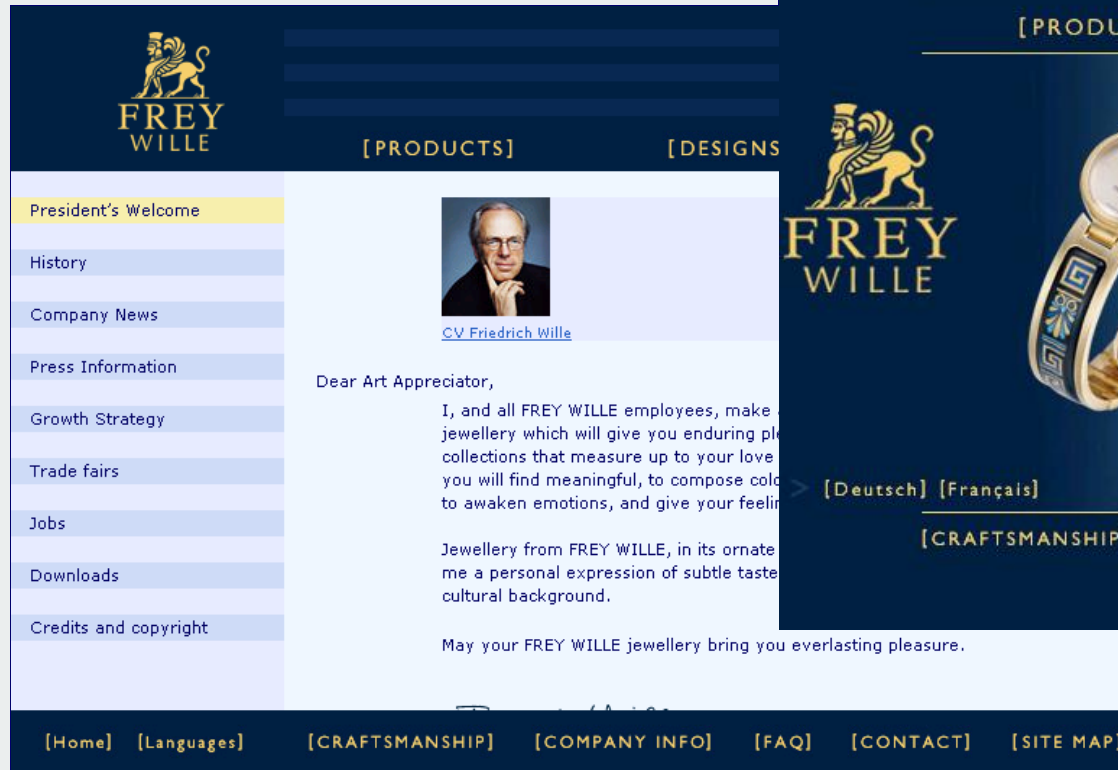 FREY
WILLE
[PRODUCTS]
[DESIGNS
President's Welcome
History
Company News
Press Information
Growth Strategy
Trade fairs
Jobs
Downloads
Credits and copyright
CV Friedrich Wille
Dear Art Appreciator,
I, and all FREY WILLE employees, make
jewellery which will give you enduring
collections that measure up to your love
you will find meaningful, to compose
to awaken emotions, and give your
Jewellery from FREY WILLE, in its ornate
me a personal expression of subtle taste
cultural background.
May your FREY WILLE jewellery bring you everlasting pleasure.
[Home] [Languages] [CRAFTSMANSHIP] [COMPANY INFO] [FAQ] [CONTACT] [SITE MAP]
[PRODU
FREY
WILLE
> [Deutsch] [Français]
[CRAFTSMANSHIP